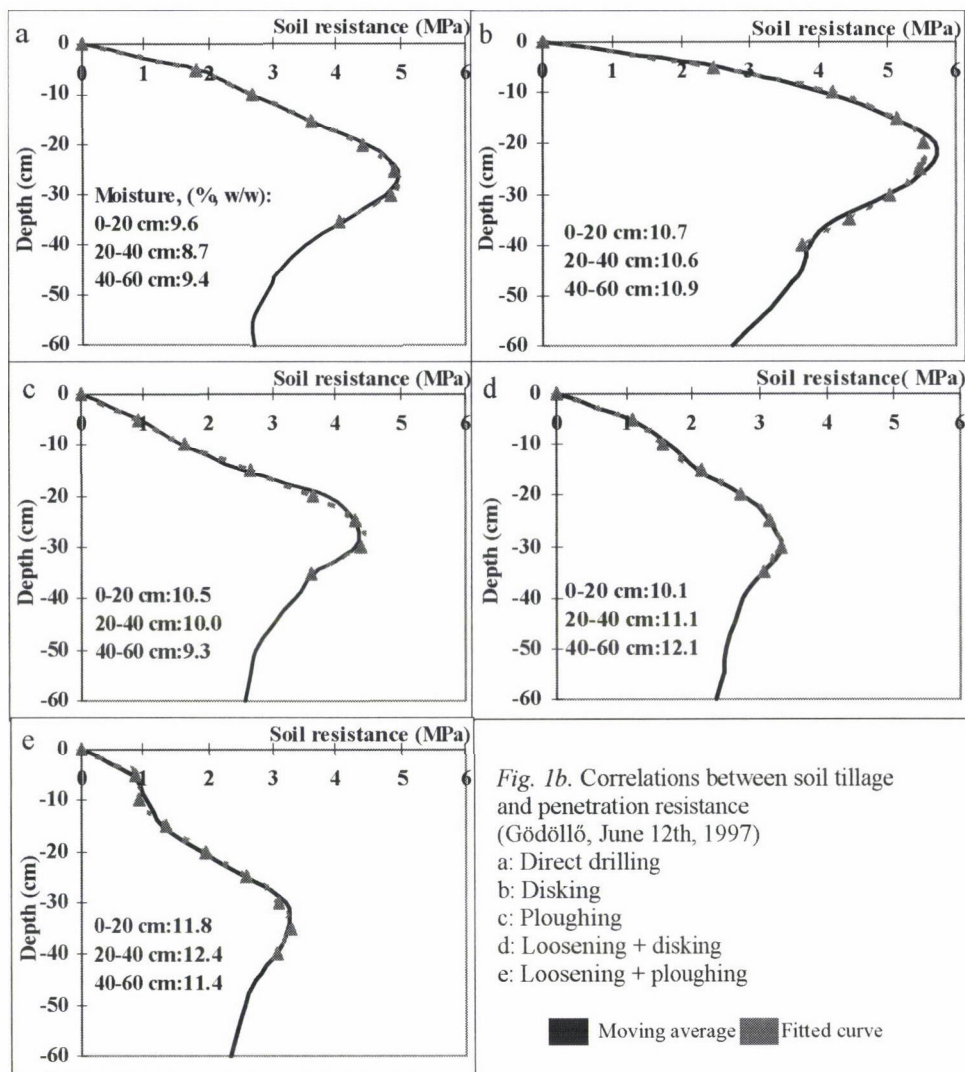 a
Soil resistance (MPa)
0 1 2 3 4 5 6
0
-10
-20
-30
-40
-50
-60
Depth (cm)
Moisture, (%, w/w):
0-20 cm:9.6
20-40 cm:8.7
40-60 cm:9.4
b
Soil resistance (MPa)
0 1 2 3 4 5 6
0
-10
-20
-30
-40
-50
-60
Depth (cm)
0-20 cm:10.7
20-40 cm:10.6
40-60 cm:10.9
c
Soil resistance (MPa)
0 1 2 3 4 5 6
0
-10
-20
-30
-40
-50
-60
Depth (cm)
0-20 cm:10.5
20-40 cm:10.0
40-60 cm:9.3
d
Soil resistance( MPa)
0 1 2 3 4 5 6
0
-10
-20
-30
-40
-50
-60
Depth (cm)
0-20 cm:10.1
20-40 cm:11.1
40-60 cm:12.1
e
Soil resistance (MPa)
0 1 2 3 4 5 6
0
-10
-20
-30
-40
-50
-60
Depth (cm)
0-20 cm:11.8
20-40 cm:12.4
40-60 cm:11.4
Fig. 1b. Correlations between soil tillage
and penetration resistance
(Gödöllő, June 12th, 1997)
a: Direct drilling
b: Disking
c: Ploughing
d: Loosening + disking
e: Loosening + ploughing
Moving average Fitted curve